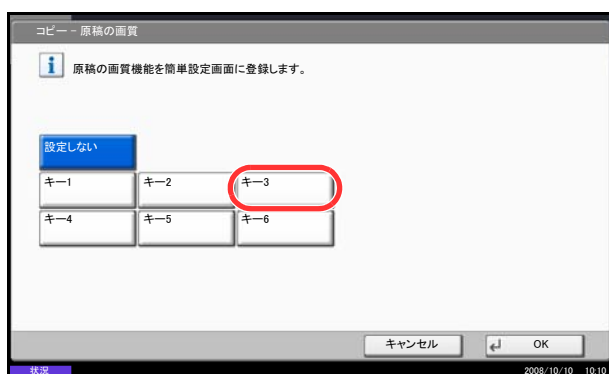 コピー - 原稿の画質
原稿の画質機能を簡単設定画面に登録します。
設定しない
キー1 キー2 キー3
キー4 キー5 キー6
キャンセル OK
状況 2008/10/10 10:10